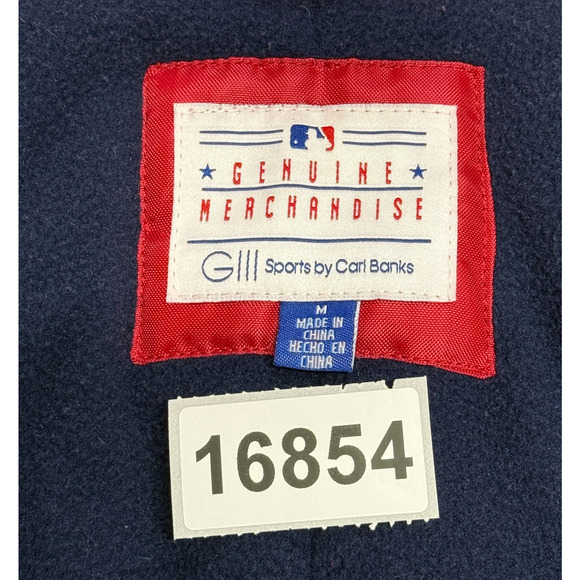 GENUINE
MERCHANDISE
GIII Sports by Carl Banks
M
MADE IN
CHINA
HECHO EN
CHINA
16854